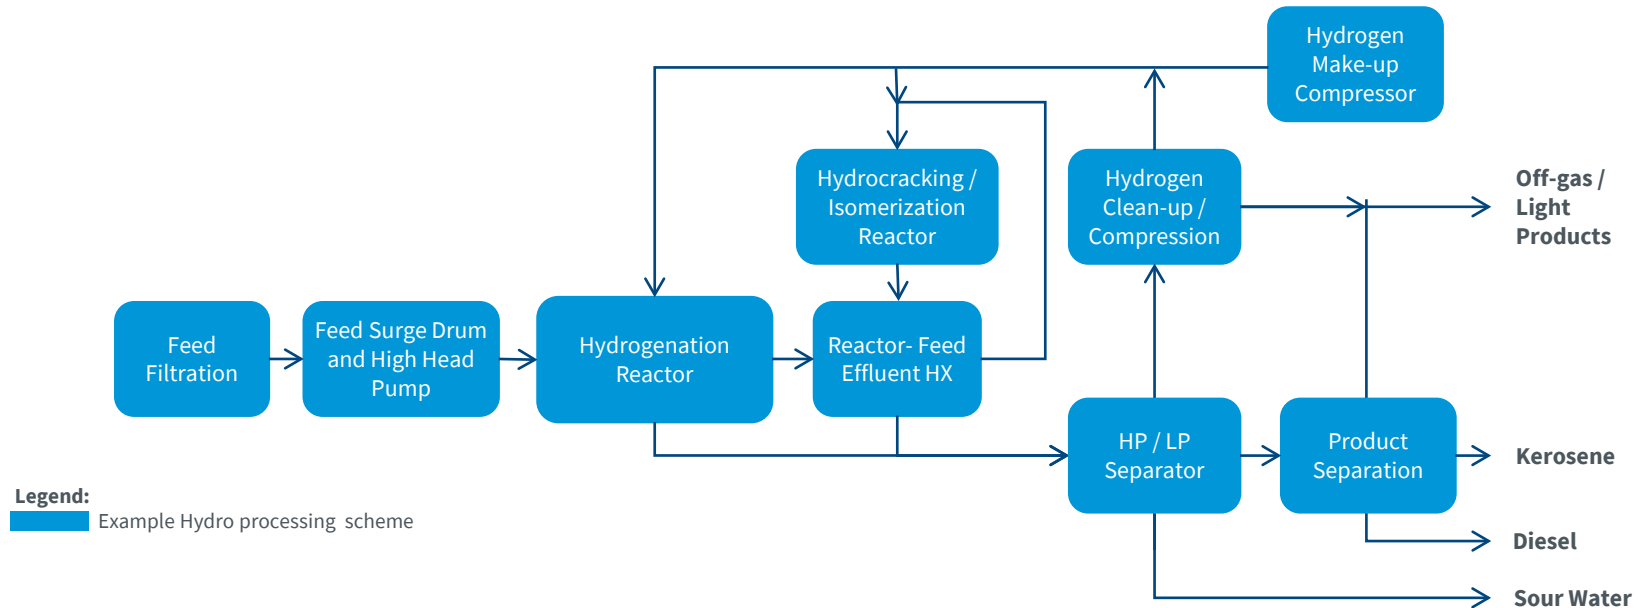 Hydrogen
Make-up
Compressor
Hydrocracking /
Isomerization
Reactor
Hydrogen
Clean-up /
Compression
Off-gas /
Light
Products
Feed
Filtration
Feed Surge Drum
and High Head
Pump
Hydrogenation
Reactor
Reactor- Feed
Effluent HX
HP / LP
Separator
Product
Separation
Kerosene
Legend:
Example Hydro processing scheme
Diesel
Sour Water